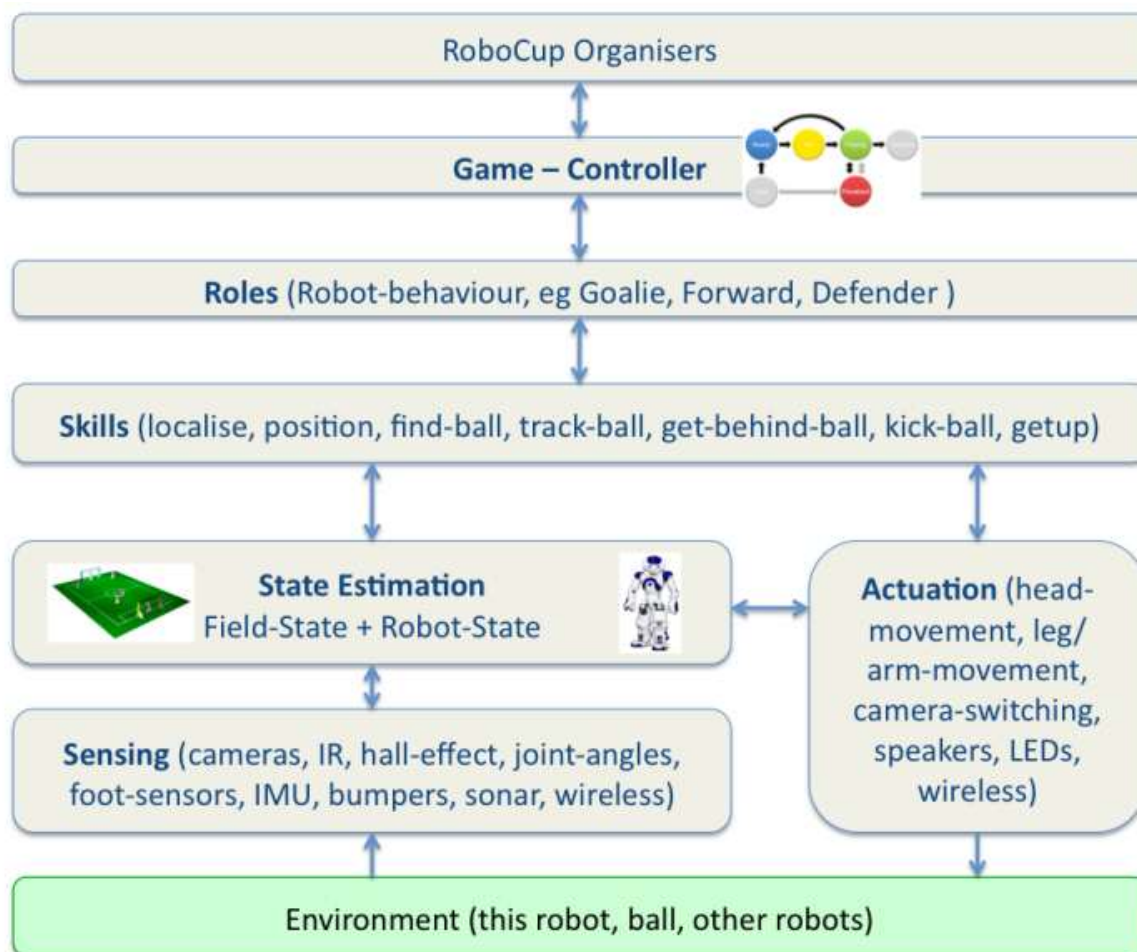 RoboCup Organisers
Game – Controller
Roles (Robot-behaviour, eg Goalie, Forward, Defender )
Skills (localise, position, find-ball, track-ball, get-behind-ball, kick-ball, getup)
State Estimation
Field-State + Robot-State
Actuation (head-
movement, leg/
arm-movement,
camera-switching,
speakers, LEDs,
wireless)
Sensing (cameras, IR, hall-effect, joint-angles,
foot-sensors, IMU, bumpers, sonar, wireless)
Environment (this robot, ball, other robots)